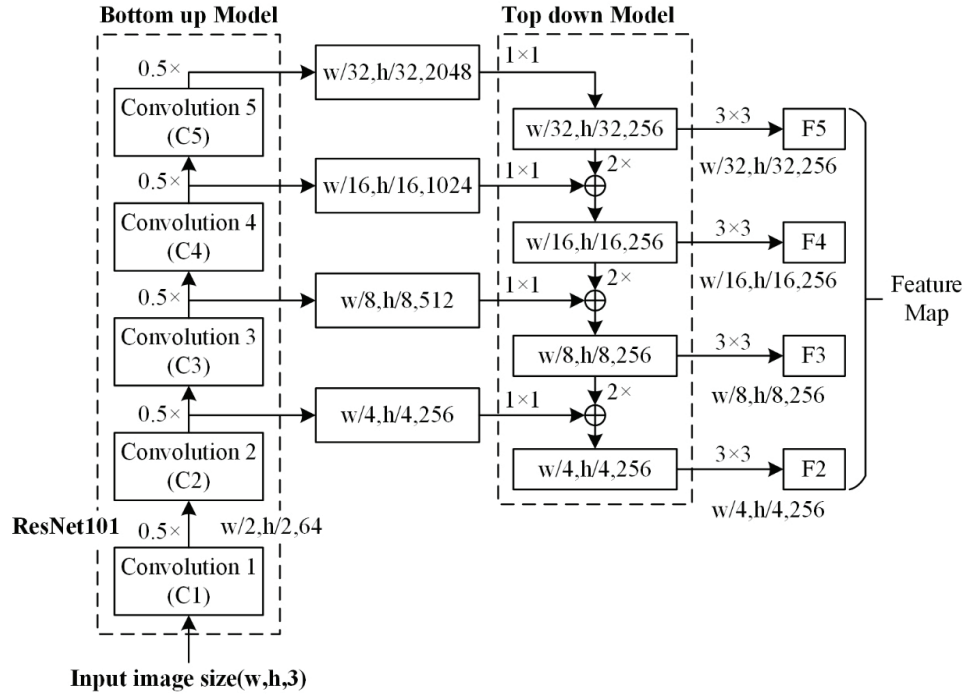 Bottom up Model
Top down Model
0.5×
w/32,h/32,2048
1×1
Convolution 5
(C5)
w/32,h/32,256
3×3
F5
w/32,h/32,256
0.5×
w/16,h/16,1024
1×1
2×
Convolution 4
(C4)
w/16,h/16,256
3×3
F4
w/16,h/16,256
0.5×
w/8,h/8,512
1×1
2×
Feature
Map
Convolution 3
(C3)
w/8,h/8,256
3×3
F3
w/8,h/8,256
0.5×
w/4,h/4,256
1×1
2×
Convolution 2
(C2)
w/4,h/4,256
3×3
F2
w/4,h/4,256
ResNet101
0.5×
w/2,h/2,64
Convolution 1
(C1)
Input image size(w,h,3)